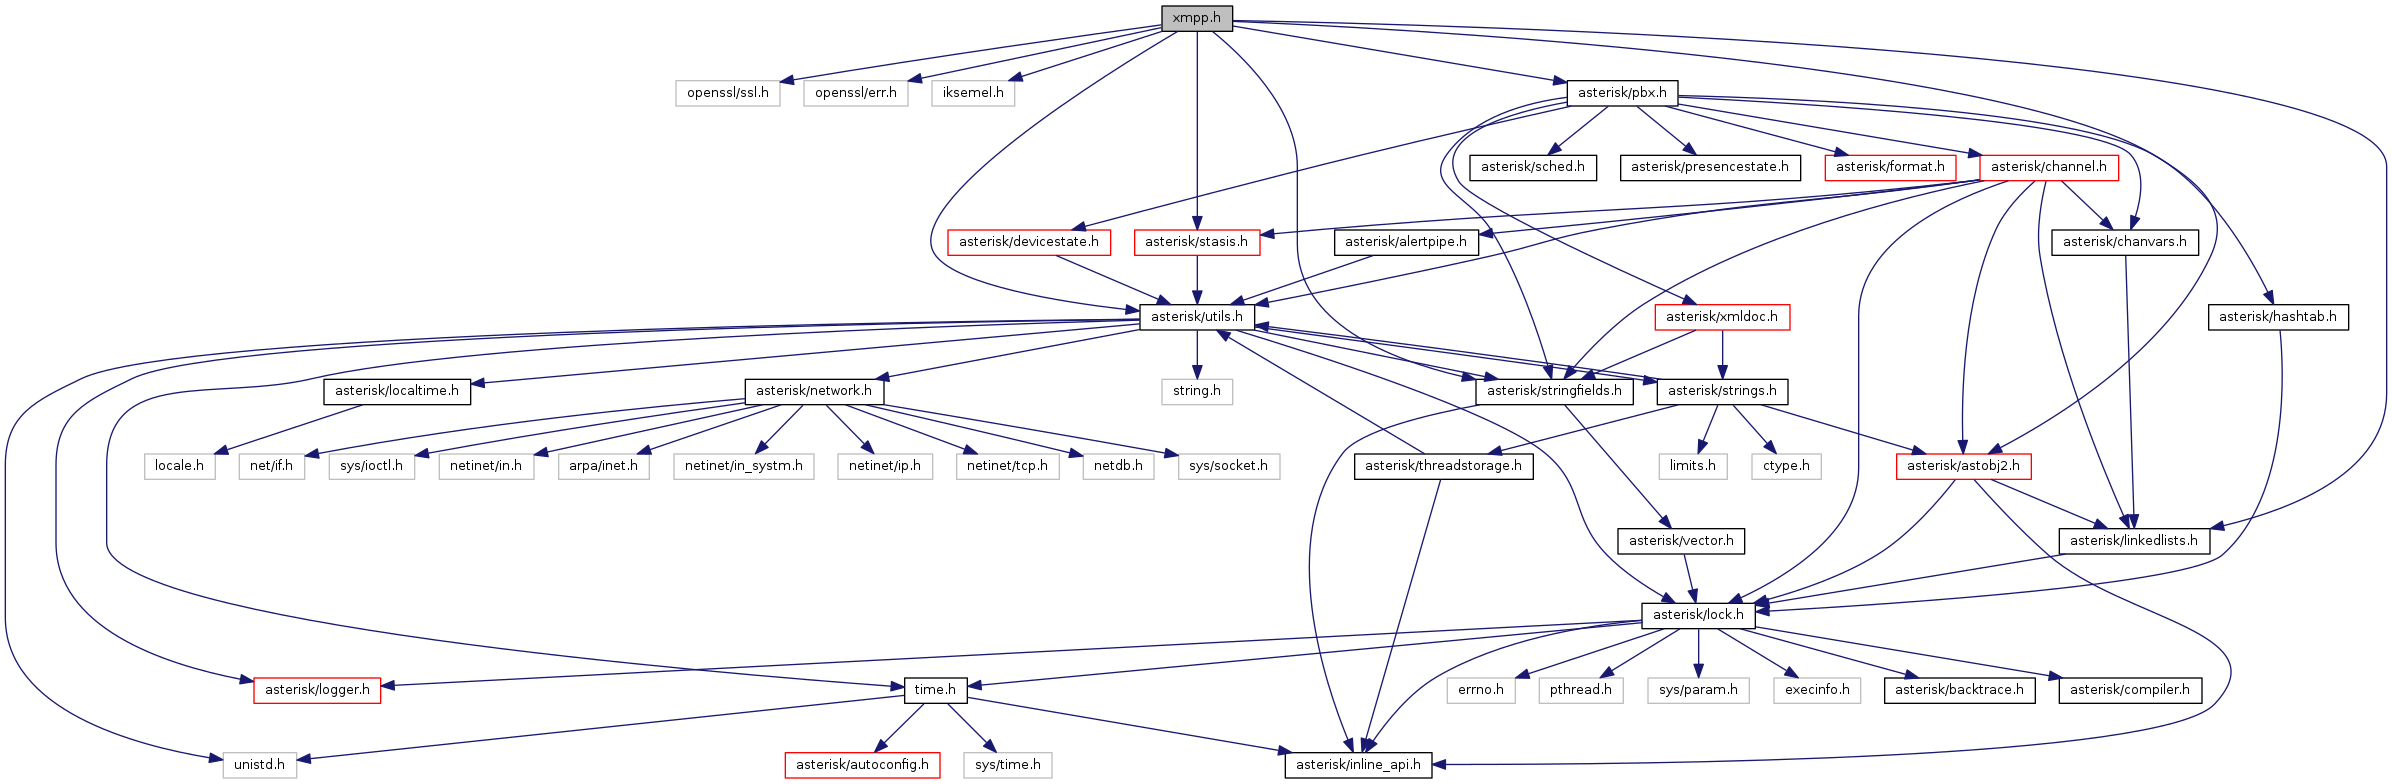 xmpp.h
openssl/ssl.h
openssl/err.h
iksemel.h
asterisk/pbx.h
asterisk/sched.h
asterisk/presencestate.h
asterisk/format.h
asterisk/channel.h
asterisk/devicestate.h
asterisk/stasis.h
asterisk/alertpipe.h
asterisk/chanvars.h
asterisk/utils.h
asterisk/xmldoc.h
asterisk/hashtab.h
asterisk/localtime.h
asterisk/network.h
string.h
asterisk/stringfields.h
asterisk/strings.h
locale.h
net/if.h
sys/ioctl.h
netinet/in.h
arpa/inet.h
netinet/in_systm.h
netinet/ip.h
netinet/tcp.h
netdb.h
sys/socket.h
asterisk/threadstorage.h
limits.h
ctype.h
asterisk/astobj2.h
asterisk/vector.h
asterisk/linkedlists.h
asterisk/lock.h
asterisk/logger.h
time.h
errno.h
pthread.h
sys/param.h
execinfo.h
asterisk/backtrace.h
asterisk/compiler.h
unistd.h
asterisk/autoconfig.h
sys/time.h
asterisk/inline_api.h